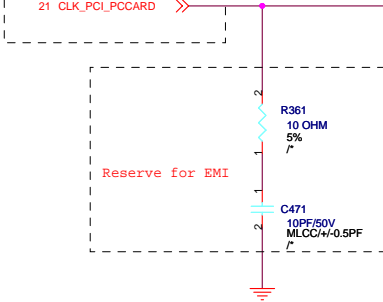 21 CLK_PCI_PCCARD
2
R361
10 OHM
5%
/*
1
Reserve for EMI
1
C471
10PF/50V
MLCC/+/-0.5PF
2
/*